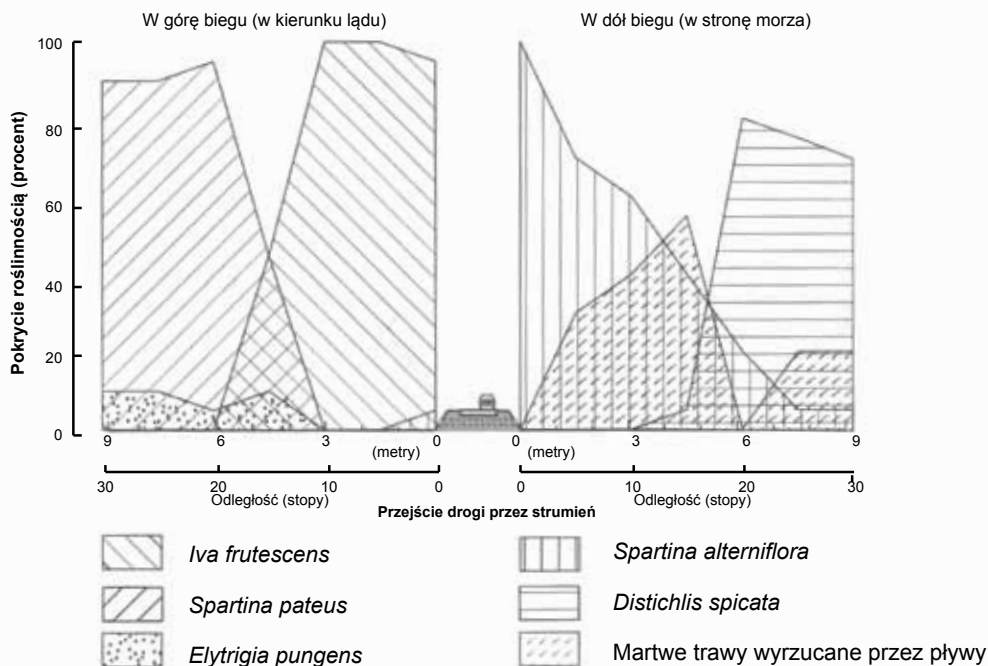 W górę biegu (w kierunku lądu)
W dół biegu (w stronę morza)
Pokrycie roślinnością (procent)
100
80
60
40
20
0
9 6 3 0 0 3 6 9
(metry) (metry)
30 20 10 0 0 10 20 30
Odległość (stopy) Odległość (stopy)
Przejście drogi przez strumień
Iva frutescens
Spartina pateus
Elytrigia pungens
Spartina alterniflora
Distichlis spicata
Martwe trawy wyrzucane przez pływy